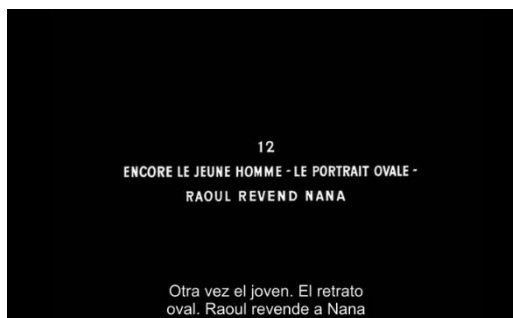 12
ENCORE LE JEUNE HOMME - LE PORTRAIT OVALE -
RAOUL REVEND NANA
Otra vez el joven. El retrato
oval. Raoul revende a Nana